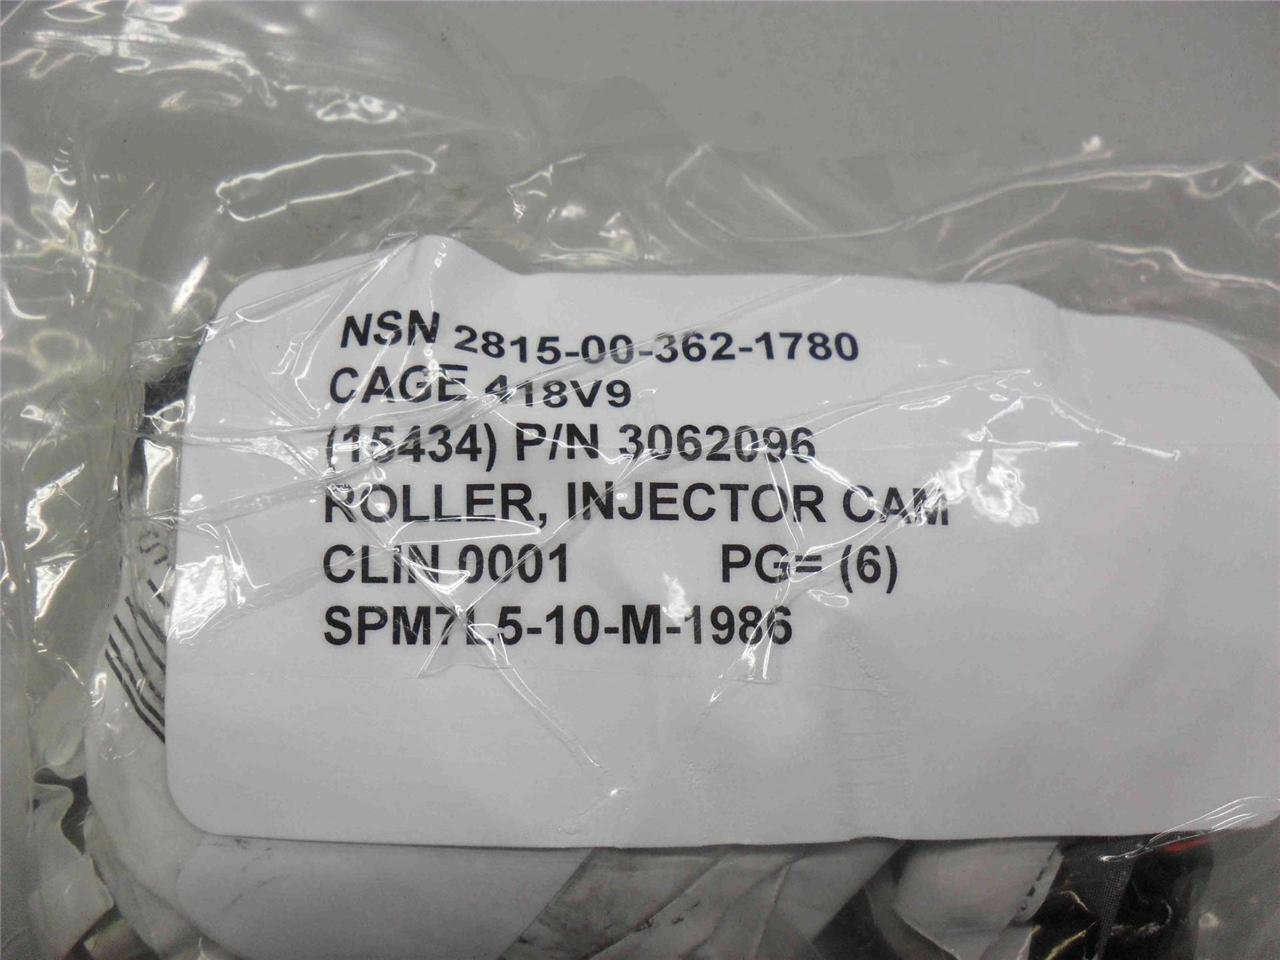 NSN 2815-00-362-1780
CAGE 418V9
(15434) P/N 3062096
ROLLER, INJECTOR CAM
CLIN 0001 PG= (6)
SPM7L5-10-M-1986